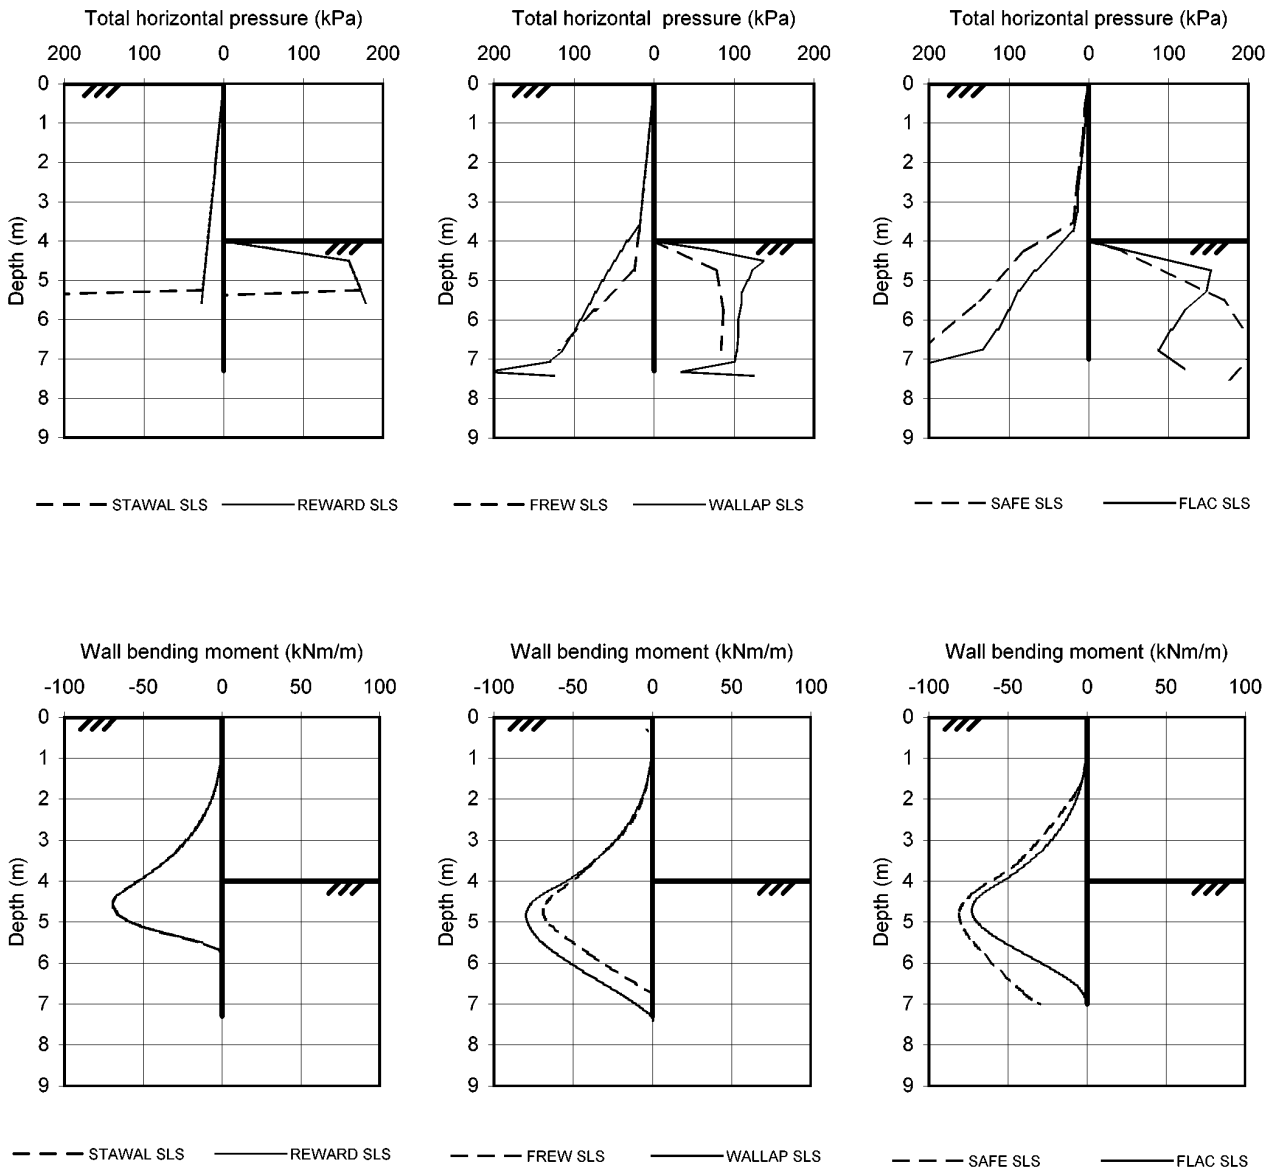 Total horizontal pressure (kPa)
200 100 0 100 200
0
1
2
3
4
5
6
7
8
9
Depth (m)
STAWAL SLS REWARD SLS
Total horizontal pressure (kPa)
200 100 0 100 200
0
1
2
3
4
5
6
7
8
9
Depth (m)
FREW SLS WALLAP SLS
Total horizontal pressure (kPa)
200 100 0 100 200
0
1
2
3
4
5
6
7
8
9
Depth (m)
SAFE SLS FLAC SLS
Wall bending moment (kNm/m)
-100 -50 0 50 100
0
1
2
3
4
5
6
7
8
9
Depth (m)
STAWAL SLS REWARD SLS
Wall bending moment (kNm/m)
-100 -50 0 50 100
0
1
2
3
4
5
6
7
8
9
Depth (m)
FREW SLS WALLAP SLS
Wall bending moment (kNm/m)
-100 -50 0 50 100
0
1
2
3
4
5
6
7
8
9
Depth (m)
SAFE SLS FLAC SLS